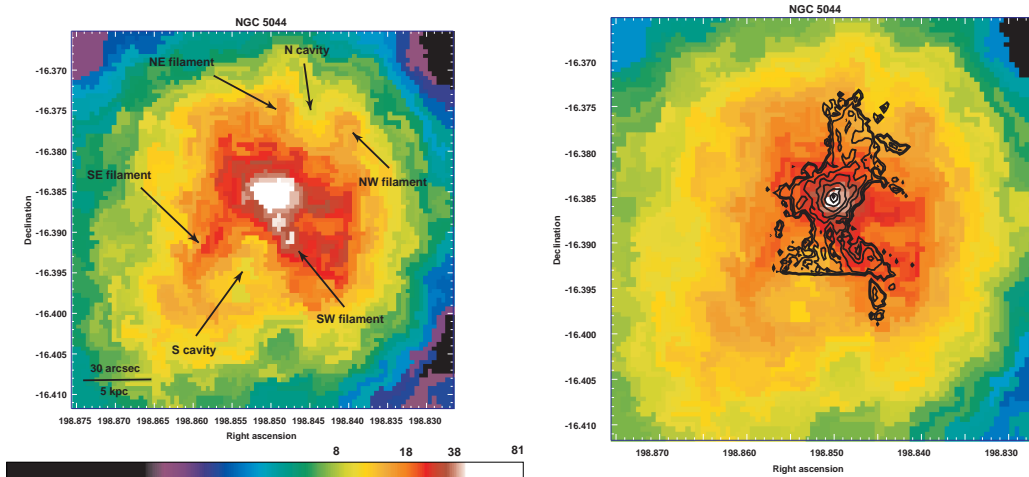 NGC 5044
N cavity
NE filament
SE filament
NW filament
SW filament
S cavity
30 arcsec
5 kpc
-16.370
-16.375
-16.380
-16.385
-16.390
-16.395
-16.400
-16.405
-16.410
Declination
198.875 198.870 198.865 198.860 198.855 198.850 198.845 198.840 198.835 198.830
Right ascension
8 18 38 81
NGC 5044
-16.370
-16.375
-16.380
-16.385
-16.390
-16.395
-16.400
-16.405
-16.410
Declination
198.870 198.860 198.850 198.840 198.830
Right ascension